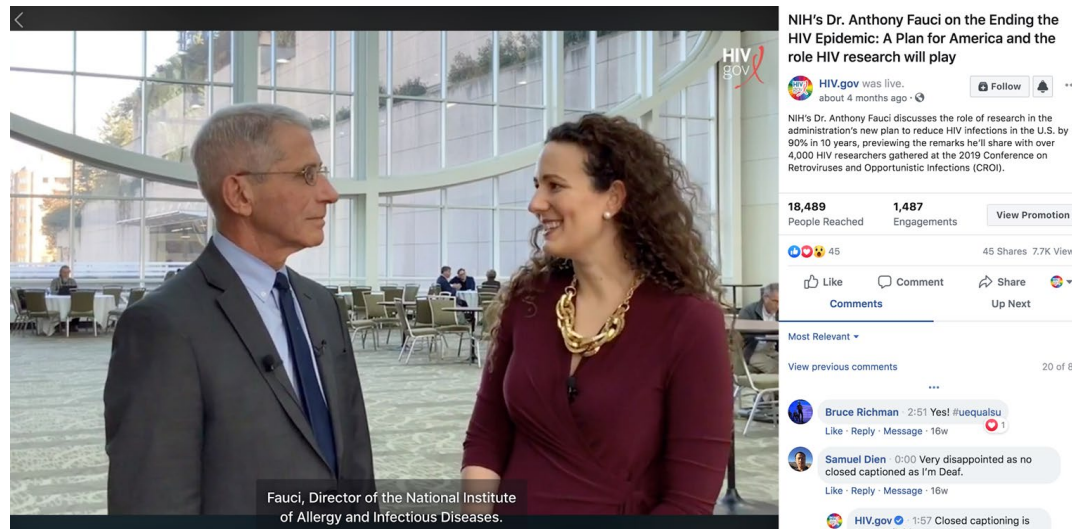 HIV
gov
Fauci, Director of the National Institute
of Allergy and Infectious Diseases.
NIH’s Dr. Anthony Fauci on the Ending the
HIV Epidemic: A Plan for America and the
role HIV research will play
HIV.gov was live.
about 4 months ago ·
Follow
NIH’s Dr. Anthony Fauci discusses the role of research in the
administration's new plan to reduce HIV infections in the U.S. by
90% in 10 years, previewing the remarks he’ll share with over
4,000 HIV researchers gathered at the 2019 Conference on
Retroviruses and Opportunistic Infections (CROI).
18,489
People Reached
1,487
Engagements
View Promotion
45
45 Shares 7.7K View
Like
Comment
Share
Comments
Up Next
Most Relevant
View previous comments
20 of 8
Bruce Richman · 2:51 Yes! #uequalsu
1
Like · Reply · Message · 16w
Samuel Dien · 0:00 Very disappointed as no
closed captioned as I’m Deaf.
Like · Reply · Message · 16w
HIV.gov · 1:57 Closed captioning is